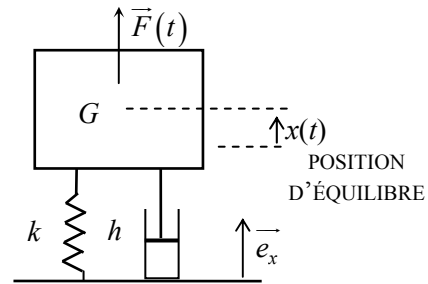 F(t)
G
x(t)
POSITION
D'ÉQUILIBRE
k
h
e_x